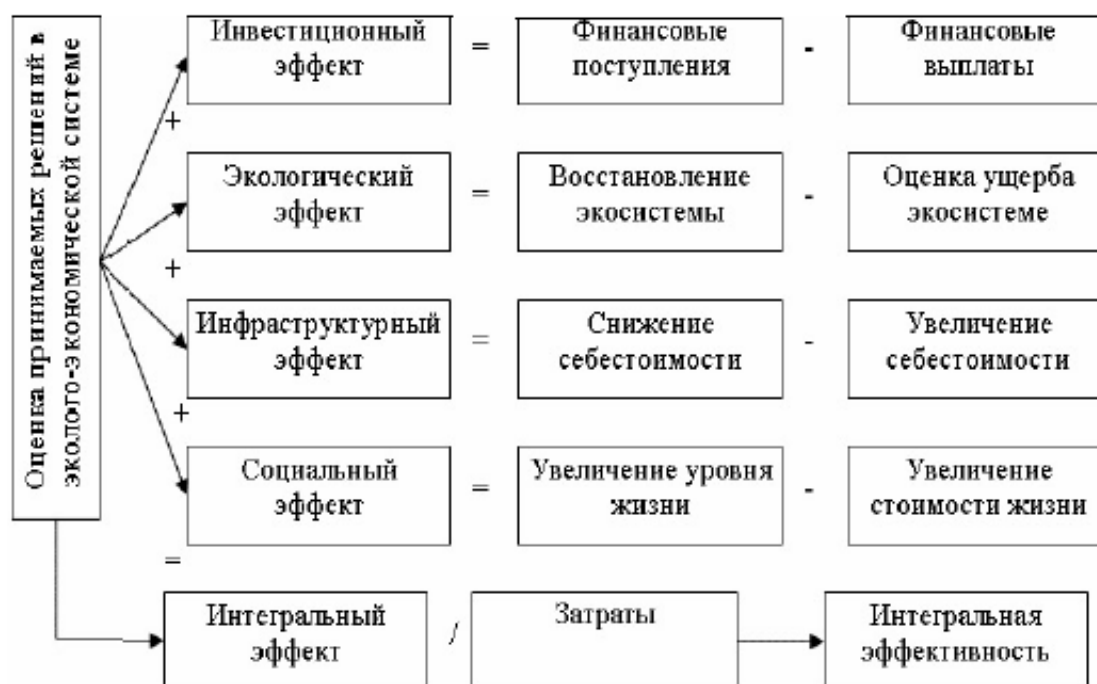 Оценка принимаемых решений в
эколого-экономической системе
Инвестиционный
эффект
=
Финансовые
поступления
-
Финансовые
выплаты
+
Экологический
эффект
=
Восстановление
экосистемы
-
Оценка ущерба
экосистеме
+
Инфраструктурный
эффект
=
Снижение
себестоимости
-
Увеличение
себестоимости
+
Социальный
эффект
=
Увеличение уровня
жизни
-
Увеличение
стоимости жизни
=
Интегральный
эффект
/
Затраты
Интегральная
эффективность